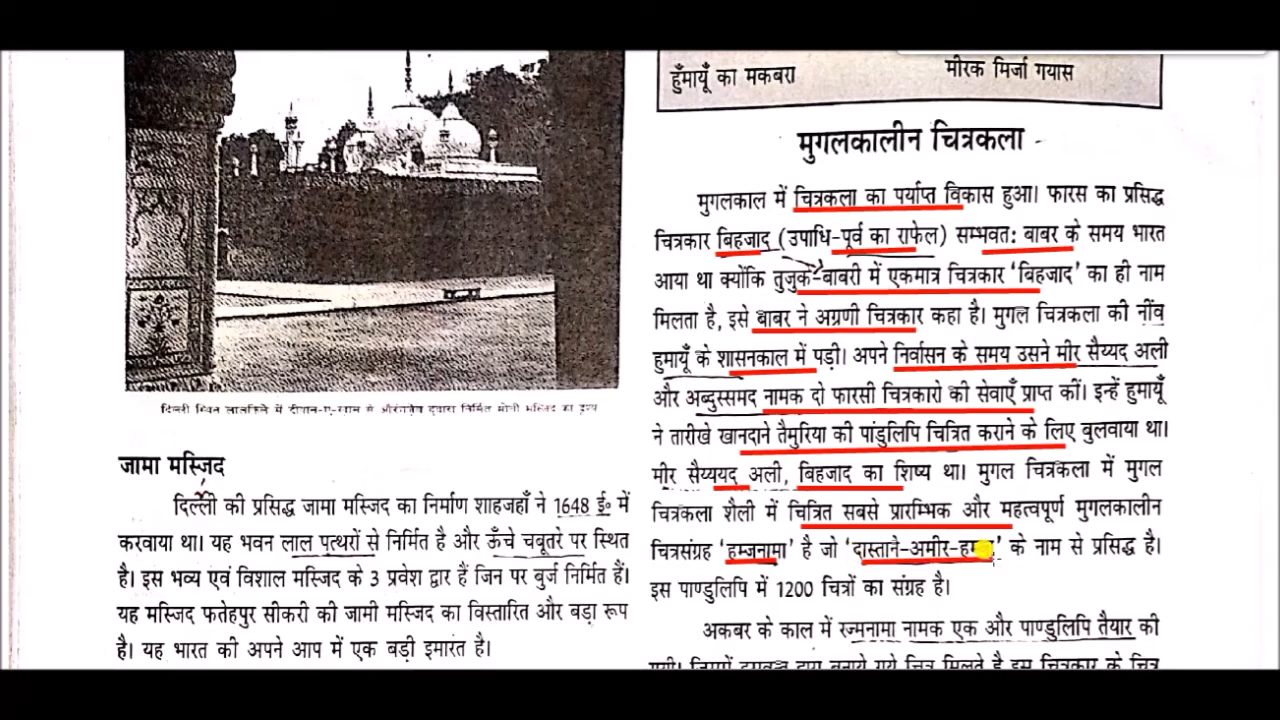 दिल्ली स्थित लालकिले में दीवान-ए-खास से औरंगजेब द्वारा निर्मित मोती मस्जिद का दृश्य
जामा मस्जिद
दिल्ली की प्रसिद्ध जामा मस्जिद का निर्माण शाहजहाँ ने 1648 ई० में
करवाया था। यह भवन लाल पत्थरों से निर्मित है और ऊँचे चबूतरे पर स्थित
है। इस भव्य एवं विशाल मस्जिद के 3 प्रवेश द्वार हैं जिन पर बुर्ज निर्मित हैं।
यह मस्जिद फतेहपुर सीकरी की जामी मस्जिद का विस्तारित और बड़ा रूप
है। यह भारत की अपने आप में एक बड़ी इमारत है।
हुँमायूँ का मकबरा मीरक मिर्जा गयास
मुगलकालीन चित्रकला
मुगलकाल में चित्रकला का पर्याप्त विकास हुआ। फारस का प्रसिद्ध
चित्रकार बिहजाद (उपाधि-पूर्व का राफेल) सम्भवत: बाबर के समय भारत
आया था क्योंकि तुजुके-बाबरी में एकमात्र चित्रकार ‘बिहजाद’ का ही नाम
मिलता है, इसे बाबर ने अग्रणी चित्रकार कहा है। मुगल चित्रकला की नींव
हुमायूँ के शासनकाल में पड़ी। अपने निर्वासन के समय उसने मीर सैय्यद अली
और अब्दुस्समद नामक दो फारसी चित्रकारो की सेवाएँ प्राप्त कीं। इन्हें हुमायूँ
ने तारीखे खानदाने तैमुरिया की पांडुलिपि चित्रित कराने के लिए बुलवाया था।
मीर सैय्ययद अली, बिहजाद का शिष्य था। मुगल चित्रकला में मुगल
चित्रकला शैली में चित्रित सबसे प्रारम्भिक और महत्वपूर्ण मुगलकालीन
चित्रसंग्रह ‘हम्जनामा’ है जो ‘दास्ताने-अमीर-हम्’ के नाम से प्रसिद्ध है।
इस पाण्डुलिपि में 1200 चित्रों का संग्रह है।
अकबर के काल में रज्मनामा नामक एक और पाण्डुलिपि तैयार की